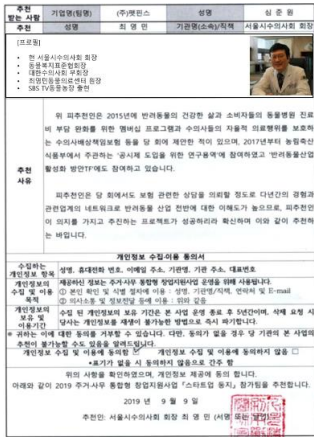 추천 받는 사람 기업명(팀명) (주)펫핀스 성명 심 준 원
추천 성명 최 영 민 기관명(소속)/직책 서울시수의사회 회장
[프로필]
• 현 서울시수의사회 회장
• 동물복지표준협회장
• 대한수의사회 부회장
• 최영민동물의료센터 원장
• SBS TV동물농장 출연
추천 사유
위 피추천인은 2015년에 반려동물의 건강한 삶과 소비자들의 동물병원 진료
비 부담 완화를 위한 멤버십 프로그램과 수의사들의 자율적 의료행위를 보호하
는 수의사배상책임보험 등을 당 회에 제안한 적이 있으며, 2017년부터 농림축산
식품부에서 주관하는 '공시제 도입을 위한 연구용역'에 참여하였고 '반려동물산업
활성화 방안TF'에도 참여하고 있습니다.
피추천인은 당 회에서도 보험 관련한 상담을 의뢰할 정도로 다년간의 경험과
관련업계의 네트워크로 반려동물 산업 전반에 대한 이해도가 높으므로, 피추천인
이 의지를 가지고 추진하는 프로젝트가 성공하리라 확신하며 이와 같이 추천하
는 바입니다.
개인정보 수집·이용 동의서
수집하는 개인정보 항목 성명, 휴대전화 번호, 이메일 주소, 기관명, 기관 주소, 대표번호
개인정보의 수집 및 이용 목적 제공하신 정보는 주거·사무 통합형 창업지원사업 운영을 위해 사용됩니다.
① 본인 확인 및 식별 절차에 이용 : 성명, 기관명/직책, 연락처 및 E-mail
② 의사소통 및 정보전달 등에 이용 : 위와 같음
개인정보의 보유 및 이용기간 수집 된 개인정보의 보유 기간은 본 사업 운영 종료 후 5년간이며, 삭제 요청 시
당사는 개인정보를 재생이 불가능한 방법으로 즉시 파기합니다.
※ 귀하는 이에 대한 동의를 거부할 수 있습니다. 다만, 동의가 없을 경우 당 기관의 본 사업의
추천이 불가능할 수도 있음을 알려드립니다.
개인정보 수집 및 이용에 동의함 개인정보 수집 및 이용에 동의하지 않음 □
*표기가 없을 시 동의하지 않음으로 간주 함
위의 사항을 확인하였으며, 개인정보 제공에 동의 합니다.
아래와 같이 2019 주거·사무 통합형 창업지원사업 『스타트업 둥지』 참가팀을 추천합니다.
2019 년 9 월 9 일
추천인: 서울시수의사회 회장 최 영 민 (서명